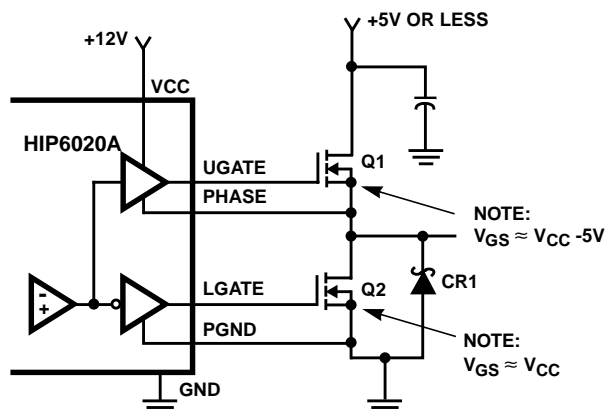 +5V OR LESS
+12V
VCC
HIP6020A
UGATE
Q1
PHASE
NOTE:
VGS ≈ VCC -5V
- +
LGATE
Q2
CR1
PGND
NOTE:
VGS ≈ VCC
GND